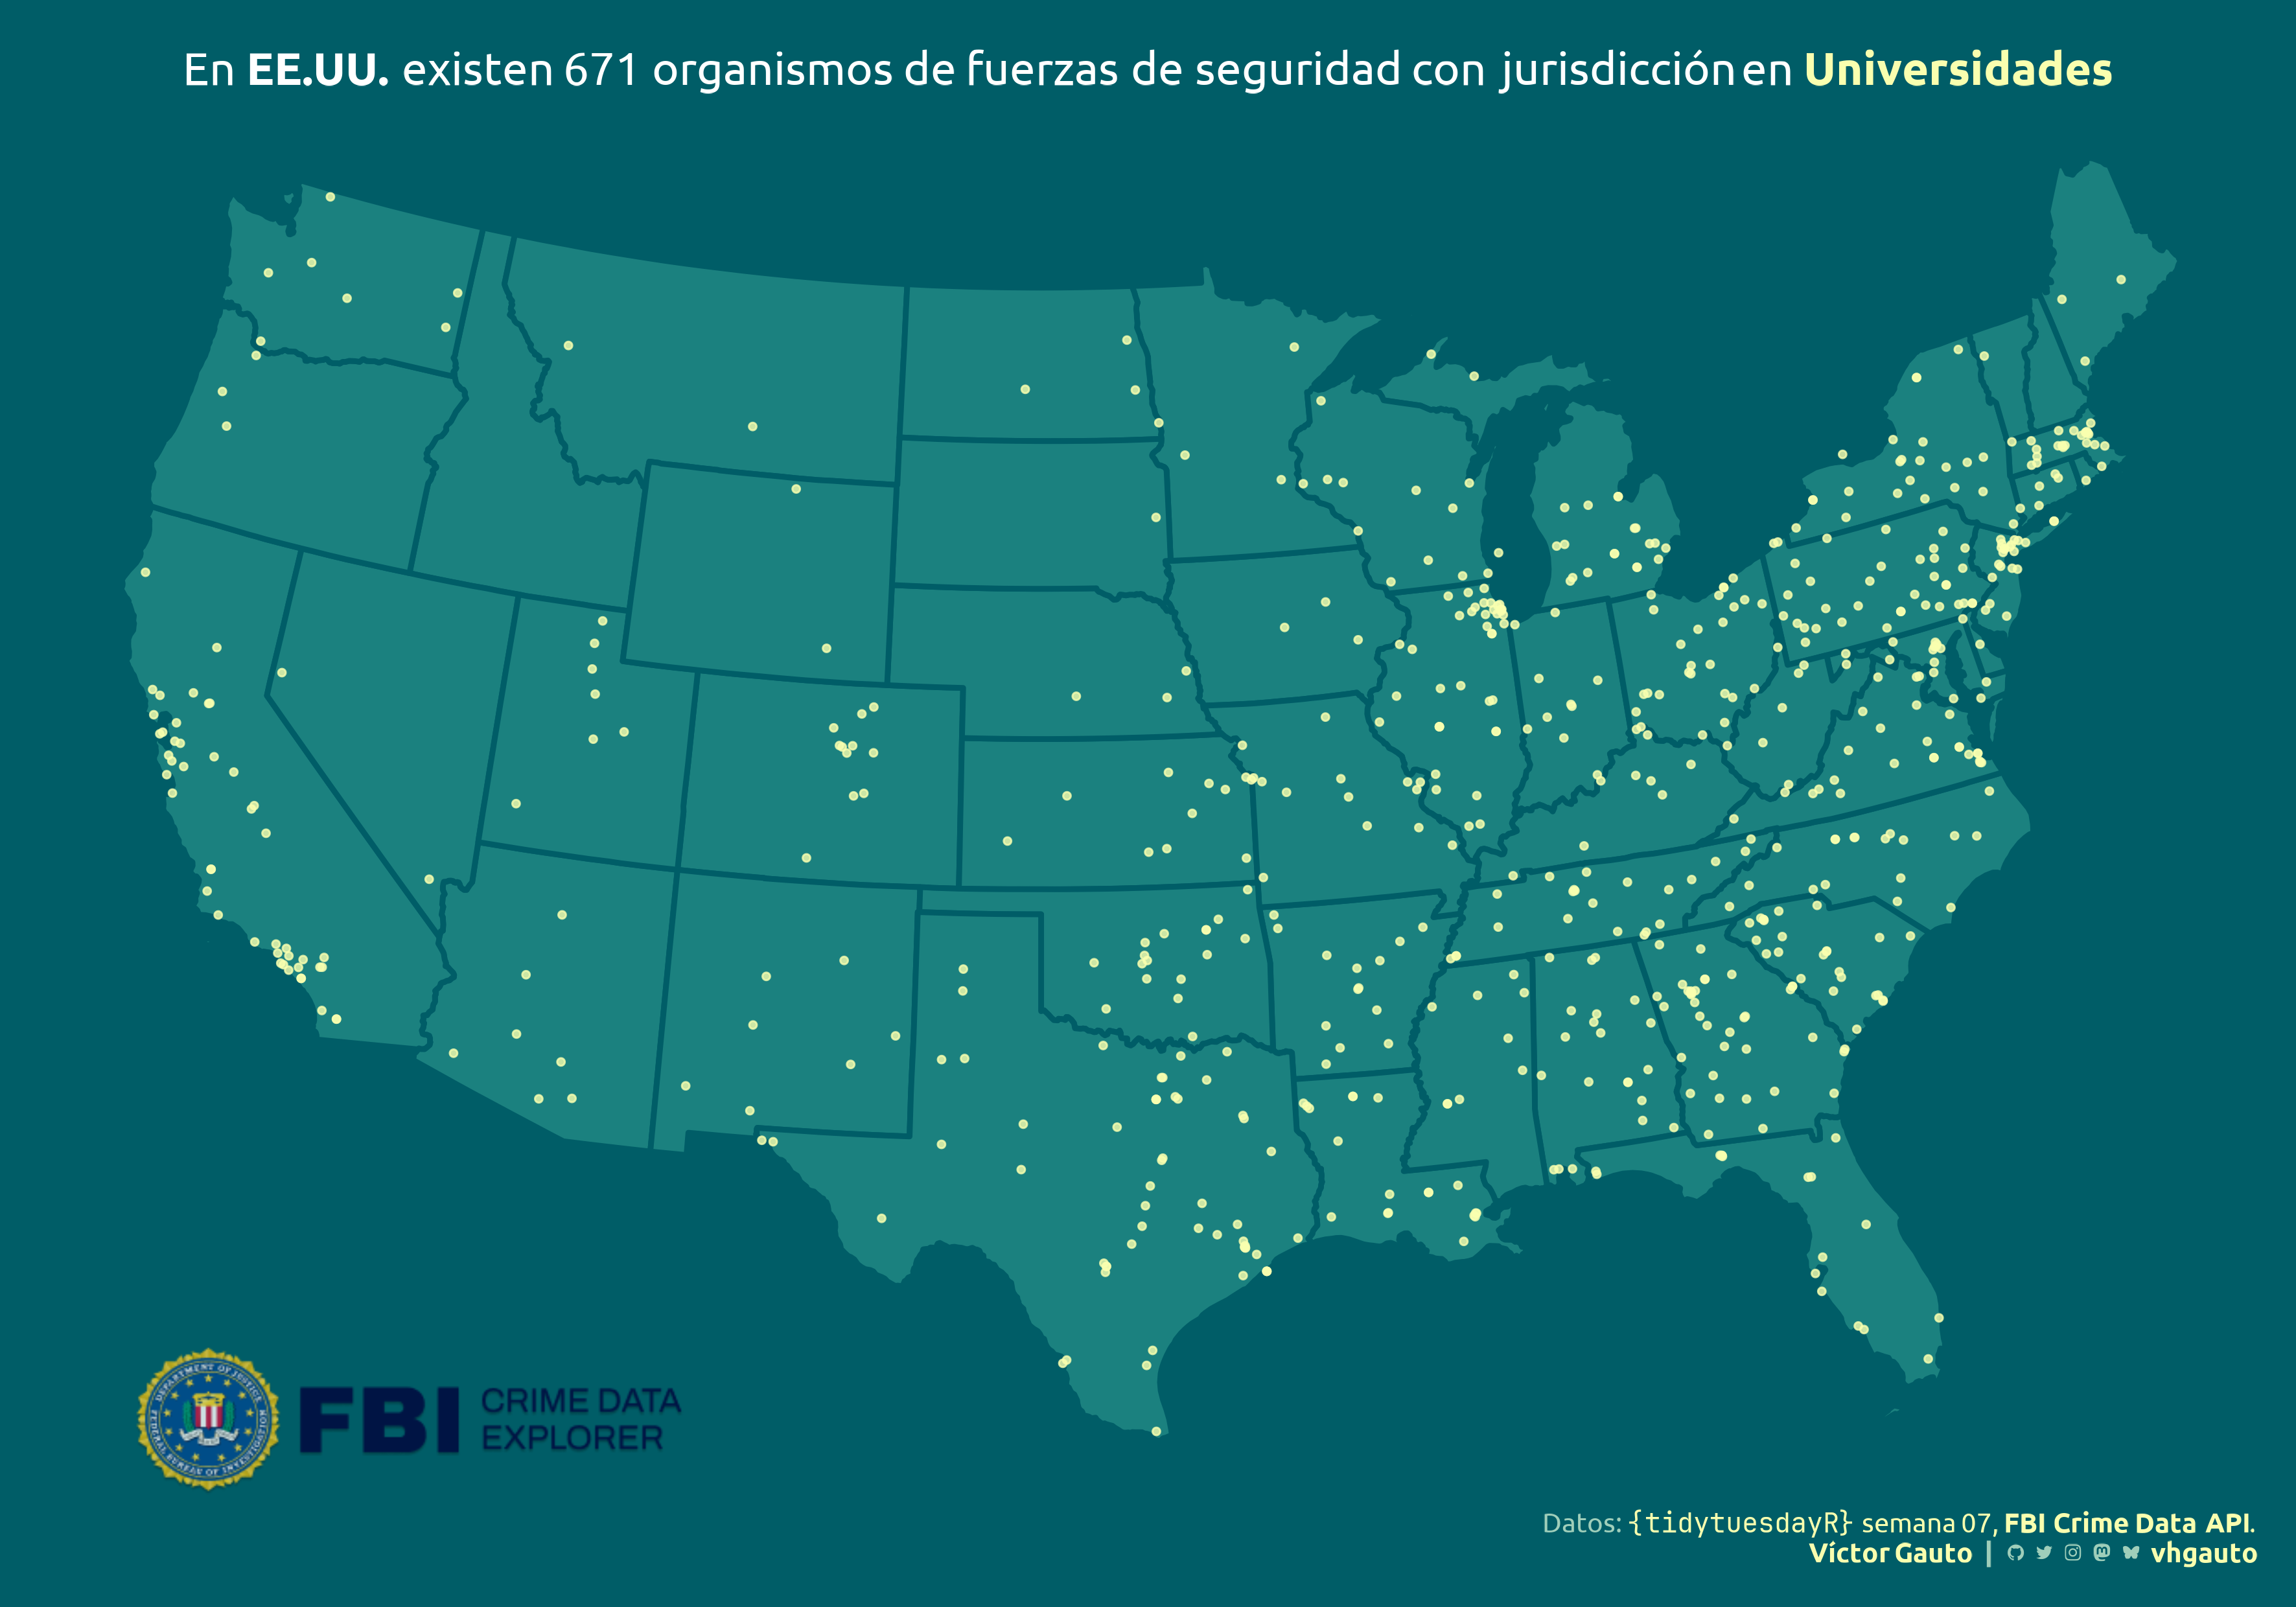 En EE.UU. existen 671 organismos de fuerzas de seguridad con jurisdicción en Universidades
DEPARTMENT OF JUSTICE
FEDERAL BUREAU OF INVESTIGATION
FBI CRIME DATA
EXPLORER
Datos: {tidytuesdayR} semana 07, FBI Crime Data API.
Víctor Gauto | vhgauto